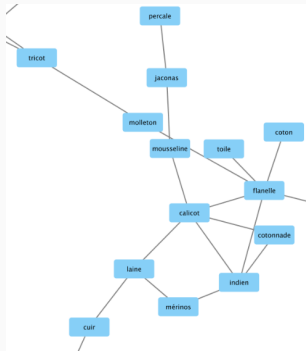 percale
tricot
jaconas
molleton
coton
mousseline
toile
flanelle
calicot
cotonnade
laine
indien
mérinos
cuir